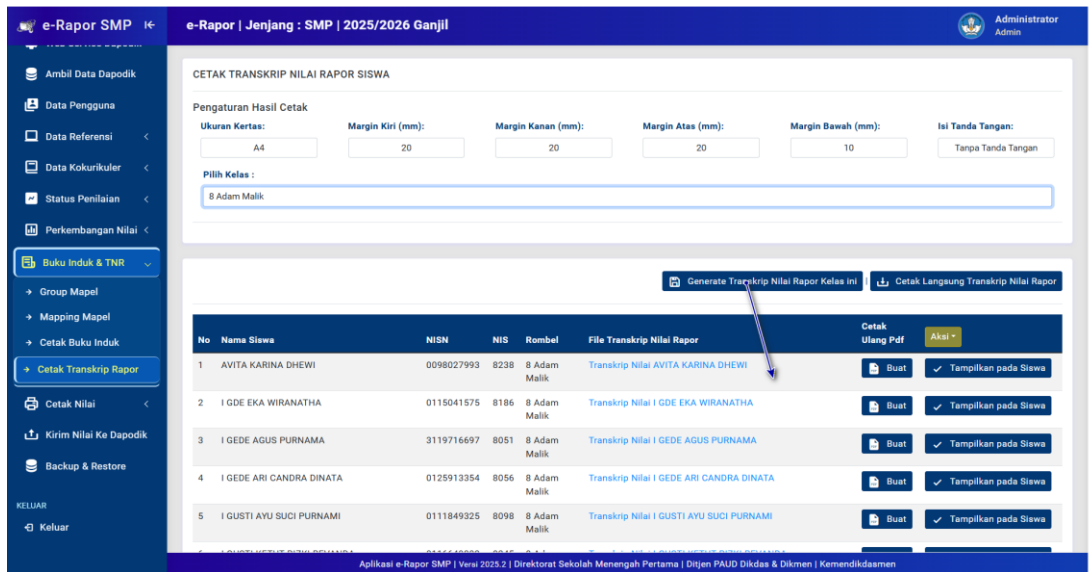 e-Rapor SMP
e-Rapor | Jenjang : SMP | 2025/2026 Ganjil
Administrator
Admin
Ambil Data Dapodik
Data Pengguna
Data Referensi
Data Kokurikuler
Status Penilaian
Perkembangan Nilai
Buku Induk & TNR
Group Mapel
Mapping Mapel
Cetak Buku Induk
Cetak Transkrip Rapor
Cetak Nilai
Kirim Nilai Ke Dapodik
Backup & Restore
KELUAR
Keluar
CETAK TRANSKRIP NILAI RAPOR SISWA
Pengaturan Hasil Cetak
Ukuran Kertas: Margin Kiri (mm): Margin Kanan (mm): Margin Atas (mm): Margin Bawah (mm): Isi Tanda Tangan:
A4 20 20 20 10 Tanpa Tanda Tangan
Pilih Kelas :
8 Adam Malik
Generate Transkrip Nilai Rapor Kelas ini | Cetak Langsung Transkrip Nilai Rapor
No Nama Siswa NISN NIS Rombel File Transkrip Nilai Rapor Cetak Ulang Pdf Aksi
1 AVITA KARINA DHEWI 0098027993 8238 8 Adam Malik Transkrip Nilai AVITA KARINA DHEWI Buat Tampilkan pada Siswa
2 I GDE EKA WIRANATHA 0115041575 8186 8 Adam Malik Transkrip Nilai I GDE EKA WIRANATHA Buat Tampilkan pada Siswa
3 I GEDE AGUS PURNAMA 3119716697 8051 8 Adam Malik Transkrip Nilai I GEDE AGUS PURNAMA Buat Tampilkan pada Siswa
4 I GEDE ARI CANDRA DINATA 0125913354 8056 8 Adam Malik Transkrip Nilai I GEDE ARI CANDRA DINATA Buat Tampilkan pada Siswa
5 I GUSTI AYU SUCI PURNAMI 0111849325 8098 8 Adam Malik Transkrip Nilai I GUSTI AYU SUCI PURNAMI Buat Tampilkan pada Siswa
Aplikasi e-Rapor SMP | Versi 2025.2 | Direktorat Sekolah Menengah Pertama | Ditjen PAUD Dikdas & Dikmen | Kemendikdasmen